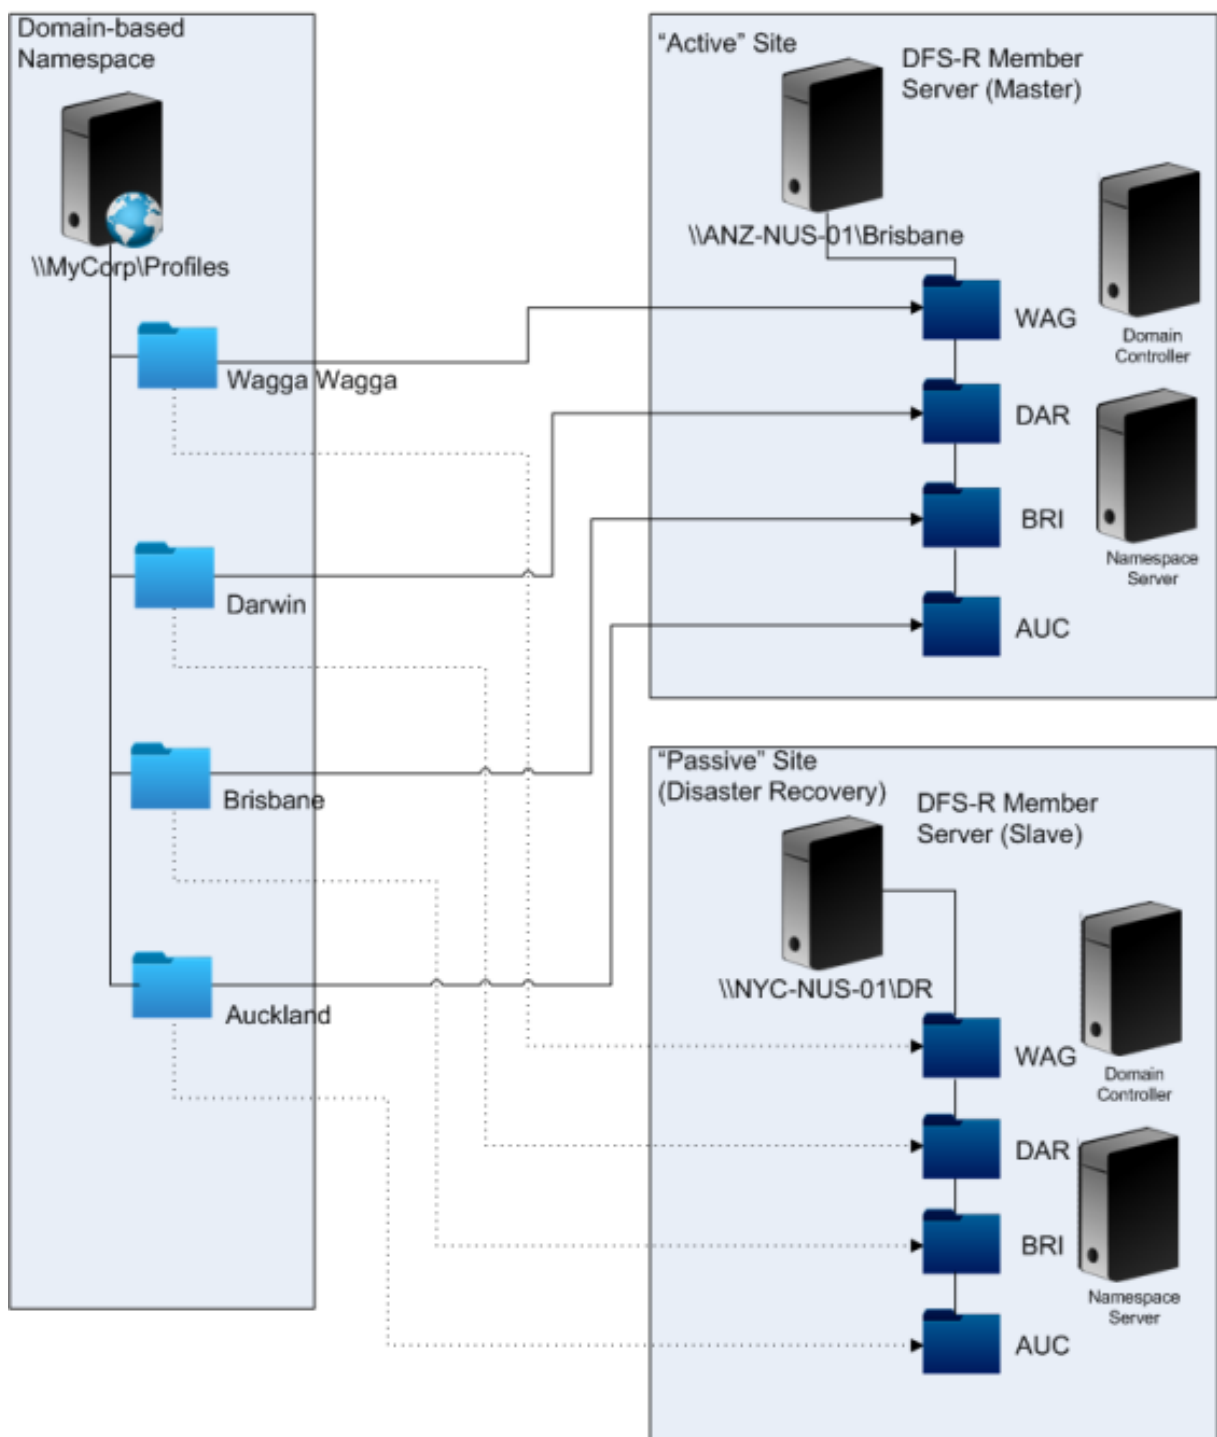 Domain-based
Namespace
\\MyCorp\Profiles
Wagga Wagga
Darwin
Brisbane
Auckland
“Active” Site
DFS-R Member
Server (Master)
\\ANZ-NUS-01\Brisbane
WAG
DAR
BRI
AUC
Domain
Controller
Namespace
Server
“Passive” Site
(Disaster Recovery)
DFS-R Member
Server (Slave)
\\NYC-NUS-01\DR
WAG
DAR
BRI
AUC
Domain
Controller
Namespace
Server